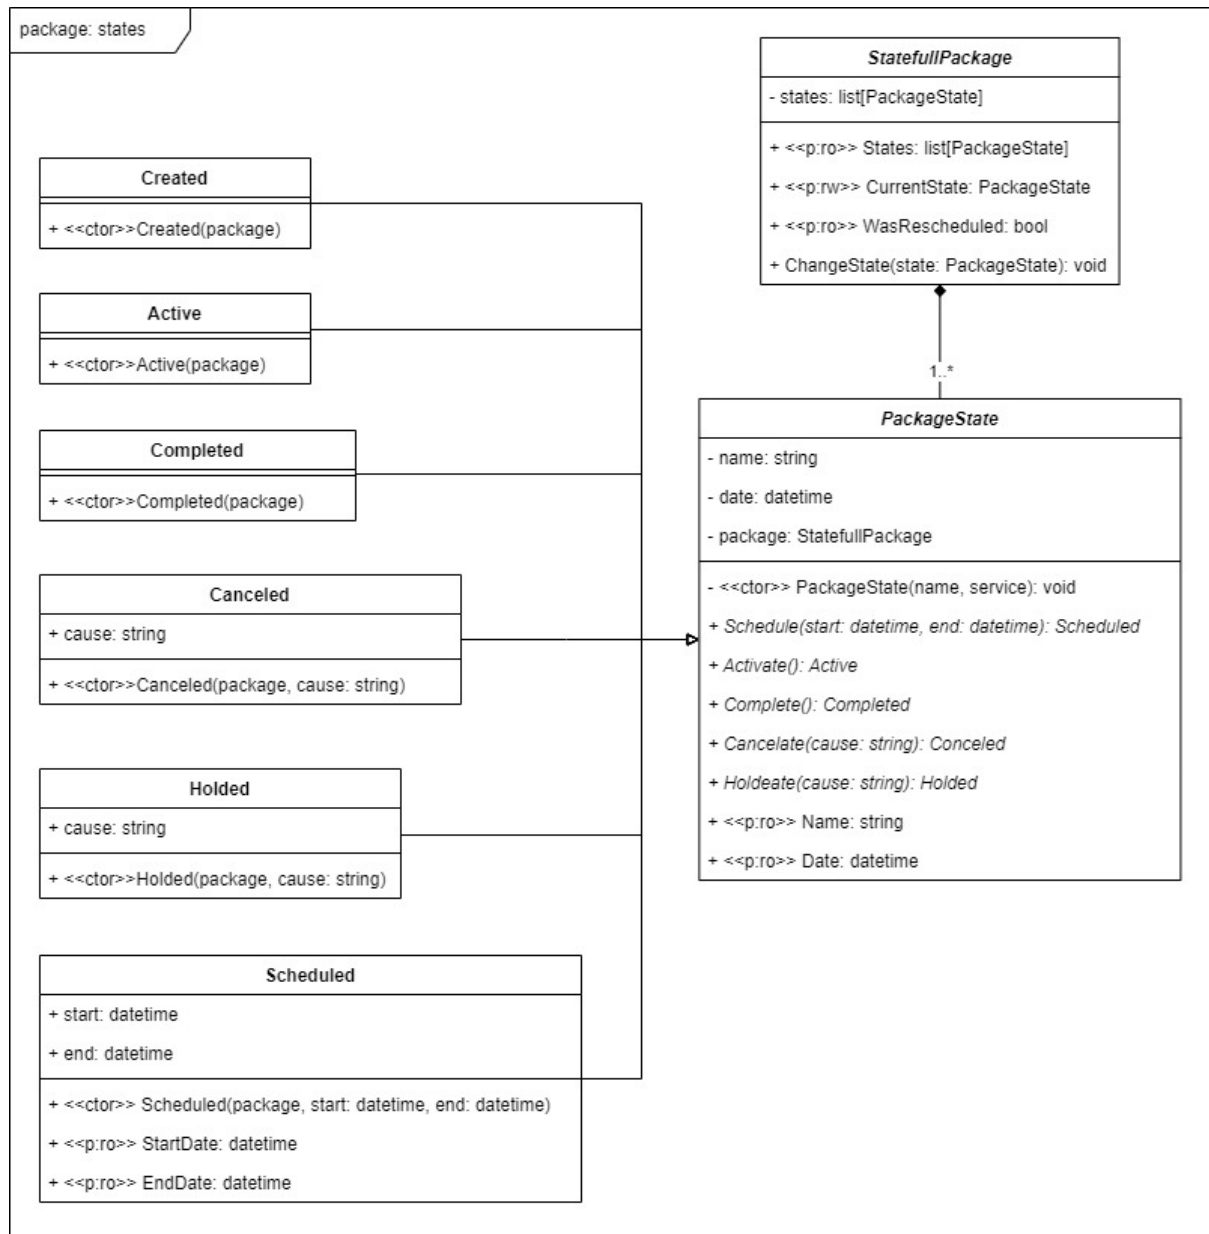 package: states
StatefullPackage
- states: list[PackageState]
+ <<p:ro>> States: list[PackageState]
+ <<p:rw>> CurrentState: PackageState
+ <<p:ro>> WasRescheduled: bool
+ ChangeState(state: PackageState): void
Created
+ <<ctor>>Created(package)
Active
+ <<ctor>>Active(package)
Completed
+ <<ctor>>Completed(package)
Canceled
+ cause: string
+ <<ctor>>Canceled(package, cause: string)
Holded
+ cause: string
+ <<ctor>>Holded(package, cause: string)
Scheduled
+ start: datetime
+ end: datetime
+ <<ctor>> Scheduled(package, start: datetime, end: datetime)
+ <<p:ro>> StartDate: datetime
+ <<p:ro>> EndDate: datetime
1..*
PackageState
- name: string
- date: datetime
- package: StatefullPackage
- <<ctor>> PackageState(name, service): void
+ Schedule(start: datetime, end: datetime): Scheduled
+ Activate(): Active
+ Complete(): Completed
+ Cancelate(cause: string): Conceled
+ Holdeate(cause: string): Holded
+ <<p:ro>> Name: string
+ <<p:ro>> Date: datetime